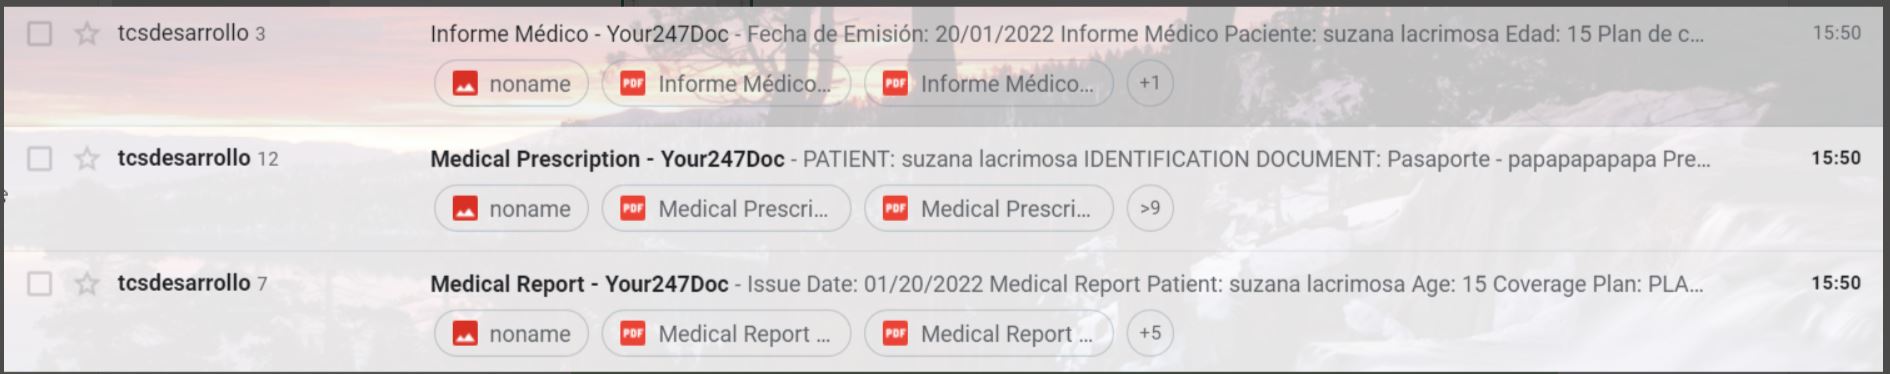 tcsdesarrollo 3 Informe Médico - Your247Doc - Fecha de Emisión: 20/01/2022 Informe Médico Paciente: suzana lacrimosa Edad: 15 Plan de c... 15:50
noname PDF Informe Médico... PDF Informe Médico... +1
tcsdesarrollo 12 Medical Prescription - Your247Doc - PATIENT: suzana lacrimosa IDENTIFICATION DOCUMENT: Pasaporte - papapapapapa Pre... 15:50
noname PDF Medical Prescri... PDF Medical Prescri... >9
tcsdesarrollo 7 Medical Report - Your247Doc - Issue Date: 01/20/2022 Medical Report Patient: suzana lacrimosa Age: 15 Coverage Plan: PLA... 15:50
noname PDF Medical Report ... PDF Medical Report ... +5